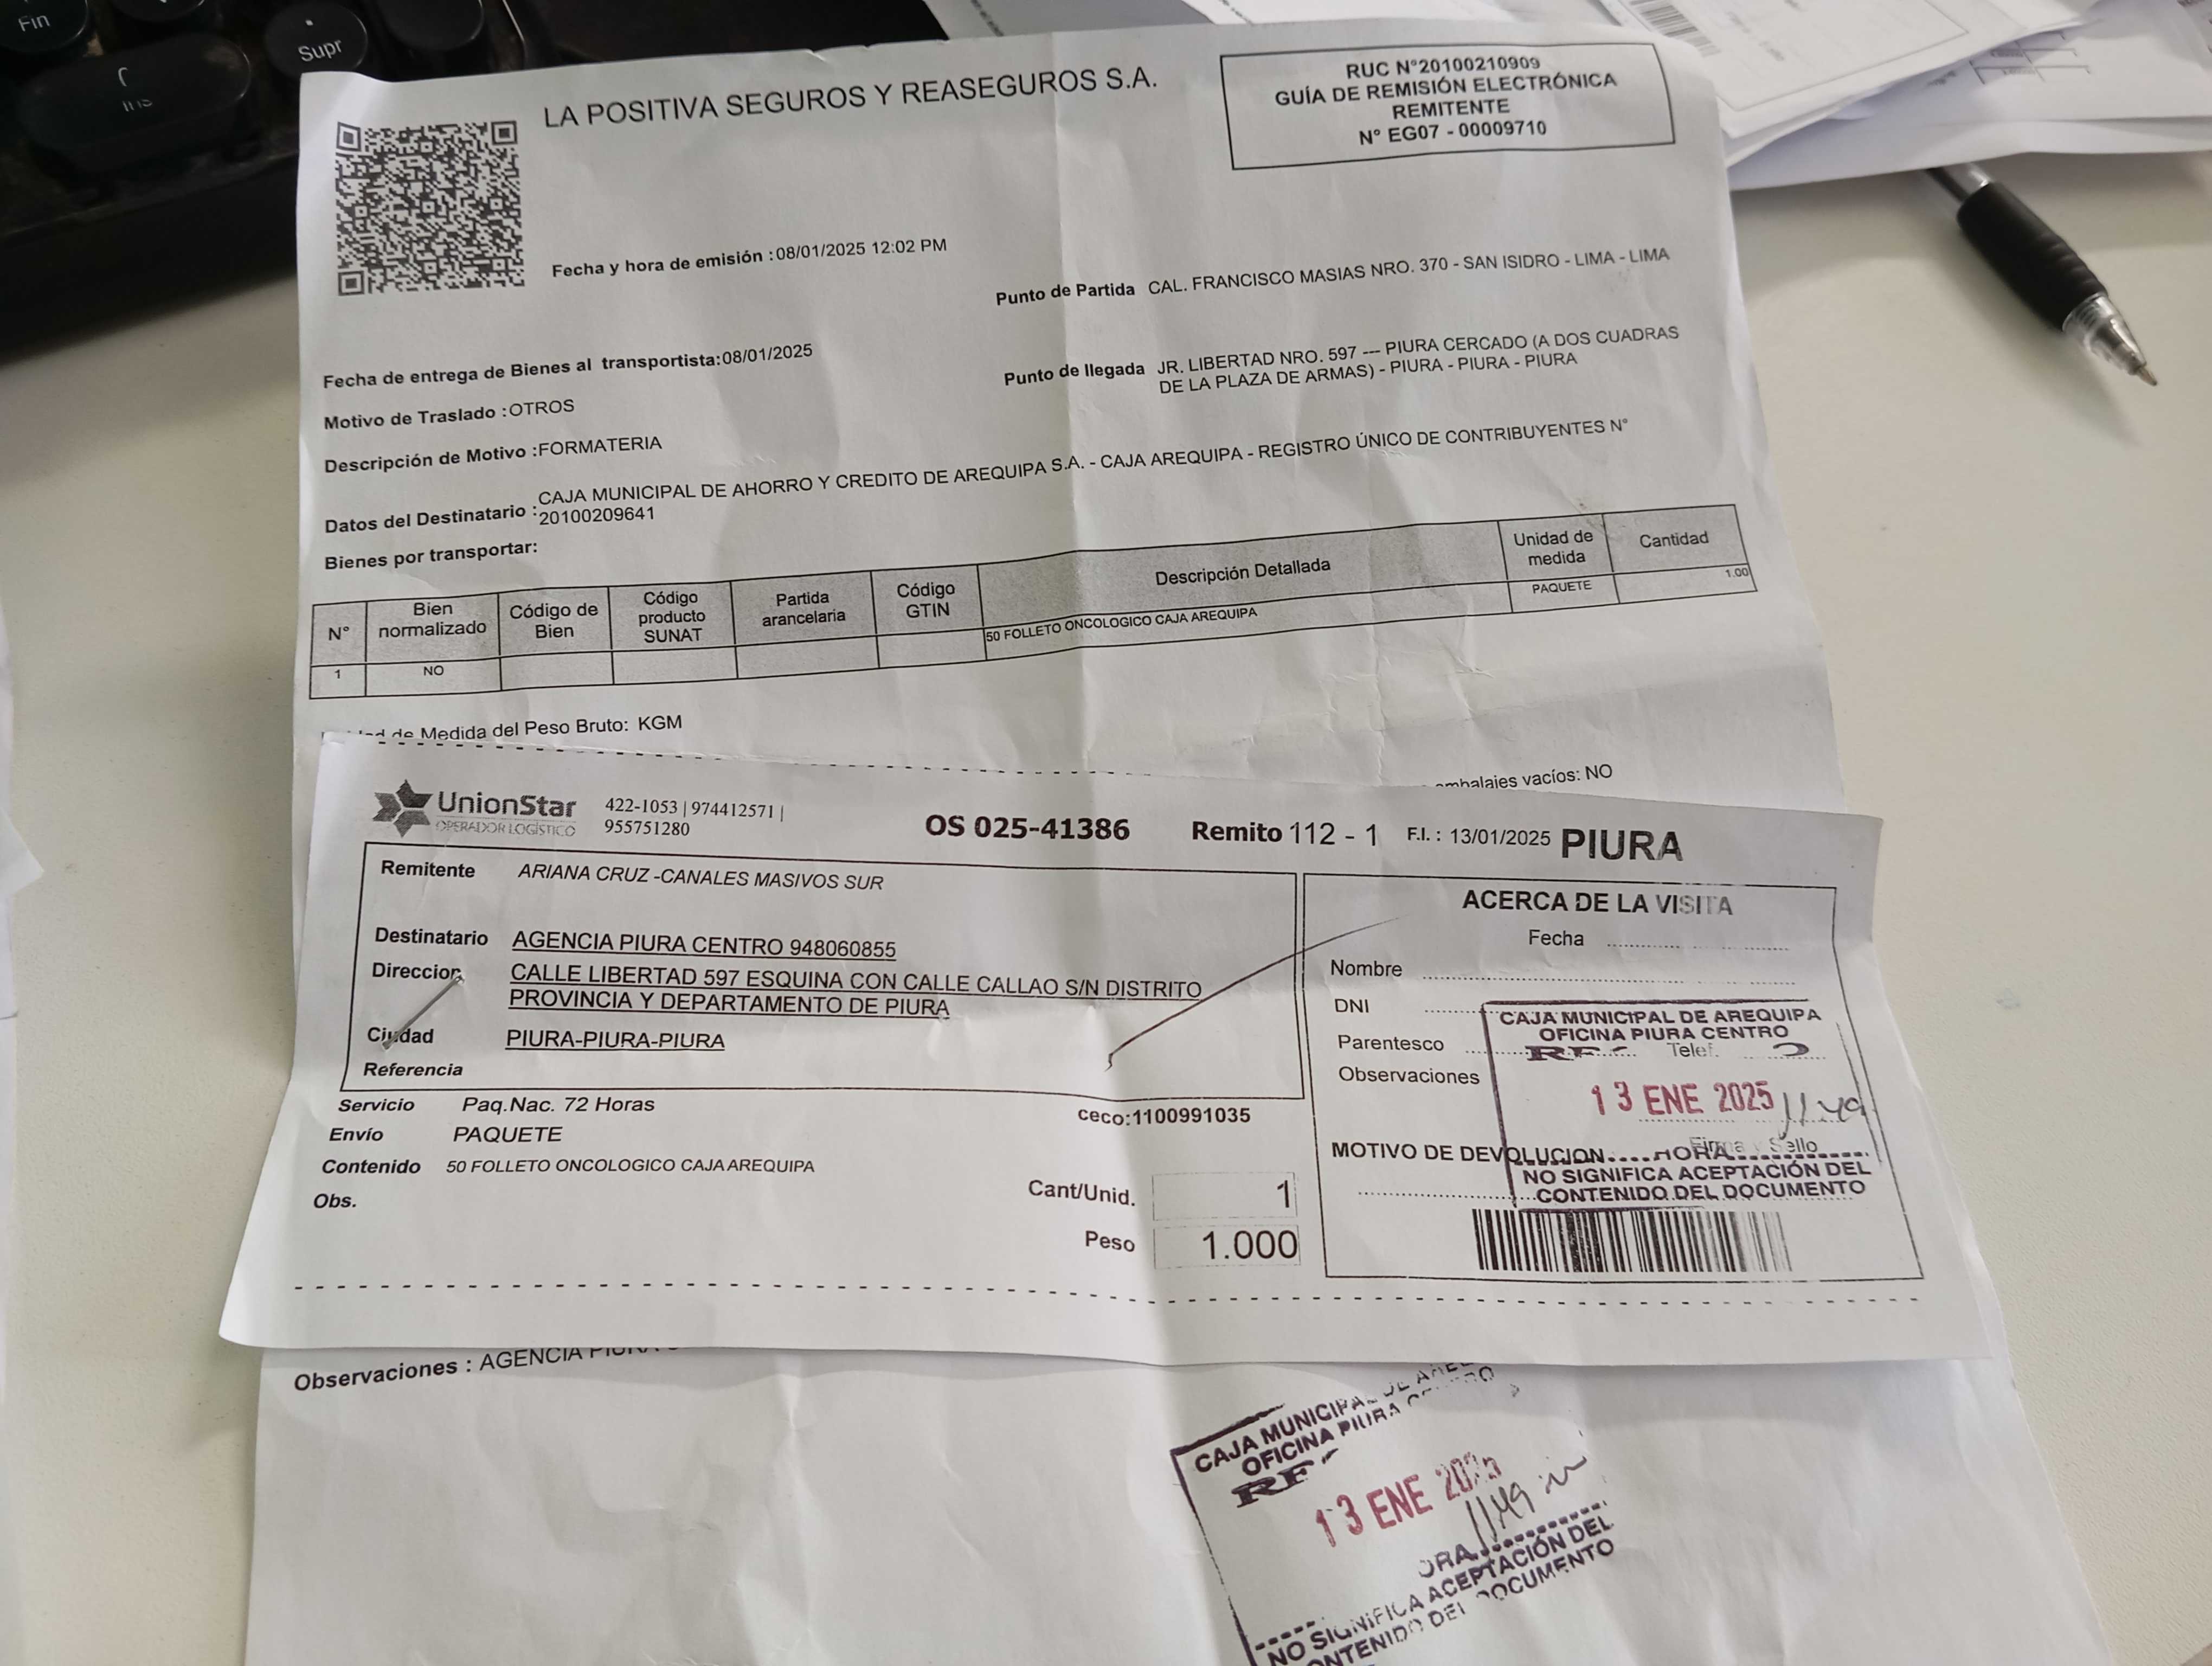 Fin
Supr
LA POSITIVA SEGUROS Y REASEGUROS S.A.
RUC N°20100210909
GUÍA DE REMISIÓN ELECTRÓNICA
REMITENTE
N° EG07 - 00009710
Fecha y hora de emisión :08/01/2025 12:02 PM
Punto de Partida CAL. FRANCISCO MASIAS NRO. 370 - SAN ISIDRO - LIMA - LIMA
Fecha de entrega de Bienes al transportista:08/01/2025
Punto de llegada JR. LIBERTAD NRO. 597 --- PIURA CERCADO (A DOS CUADRAS
DE LA PLAZA DE ARMAS) - PIURA - PIURA - PIURA
Motivo de Traslado :OTROS
Descripción de Motivo :FORMATERIA
Datos del Destinatario : CAJA MUNICIPAL DE AHORRO Y CREDITO DE AREQUIPA S.A. - CAJA AREQUIPA - REGISTRO ÚNICO DE CONTRIBUYENTES N°
20100209641
Bienes por transportar:
N° Bien normalizado Código de Bien Código producto SUNAT Partida arancelaria Código GTIN Descripción Detallada Unidad de medida Cantidad
1 NO 50 FOLLETO ONCOLOGICO CAJA AREQUIPA PAQUETE 1.00
de Medida del Peso Bruto: KGM
embalajes vacíos: NO
UnionStar
OPERADOR LOGÍSTICO
422-1053 | 974412571 |
955751280
OS 025-41386 Remito 112 - 1 F.I. : 13/01/2025 PIURA
Remitente ARIANA CRUZ -CANALES MASIVOS SUR
Destinatario AGENCIA PIURA CENTRO 948060855
Direccion CALLE LIBERTAD 597 ESQUINA CON CALLE CALLAO S/N DISTRITO
PROVINCIA Y DEPARTAMENTO DE PIURA
Ciudad PIURA-PIURA-PIURA
Referencia
Servicio Paq.Nac. 72 Horas
ceco:1100991035
Envío PAQUETE
Contenido 50 FOLLETO ONCOLOGICO CAJA AREQUIPA
Obs.
Cant/Unid. 1
Peso 1.000
ACERCA DE LA VISITA
Fecha
Nombre
DNI
Parentesco
Observaciones
CAJA MUNICIPAL DE AREQUIPA
OFICINA PIURA CENTRO
Telef.
13 ENE 2025
11:49
Firma y Sello
MOTIVO DE DEVOLUCION
HORA
NO SIGNIFICA ACEPTACIÓN DEL
CONTENIDO DEL DOCUMENTO
Observaciones : AGENCIA
CAJA MUNICIPAL DE
OFICINA PIURA
13 ENE 2025
NO SIGNIFICA ACEPTACIÓN DEL
DOCUMENTO